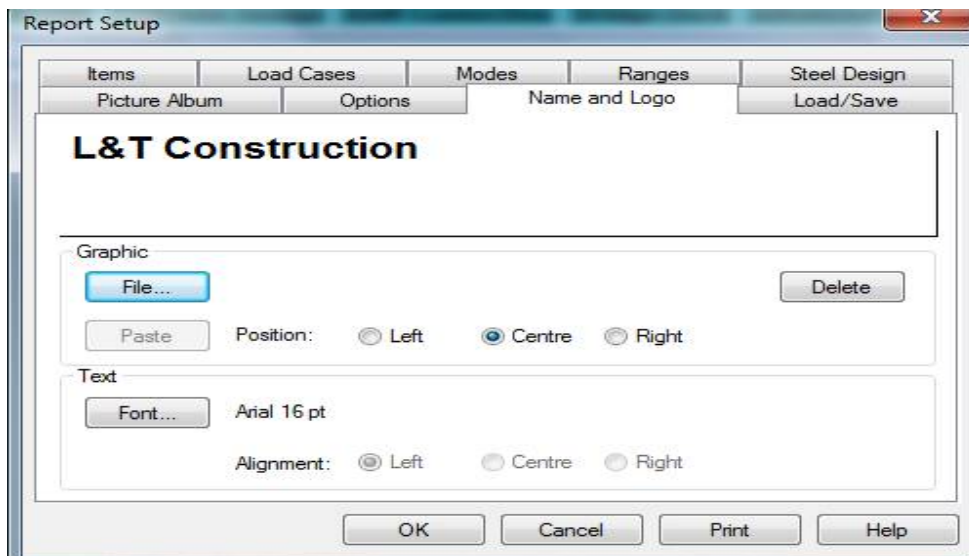 Report Setup
Items Load Cases Modes Ranges Steel Design
Picture Album Options Name and Logo Load/Save
L&T Construction
Graphic
File... Delete
Paste Position: Left Centre Right
Text
Font... Arial 16 pt
Alignment: Left Centre Right
OK Cancel Print Help